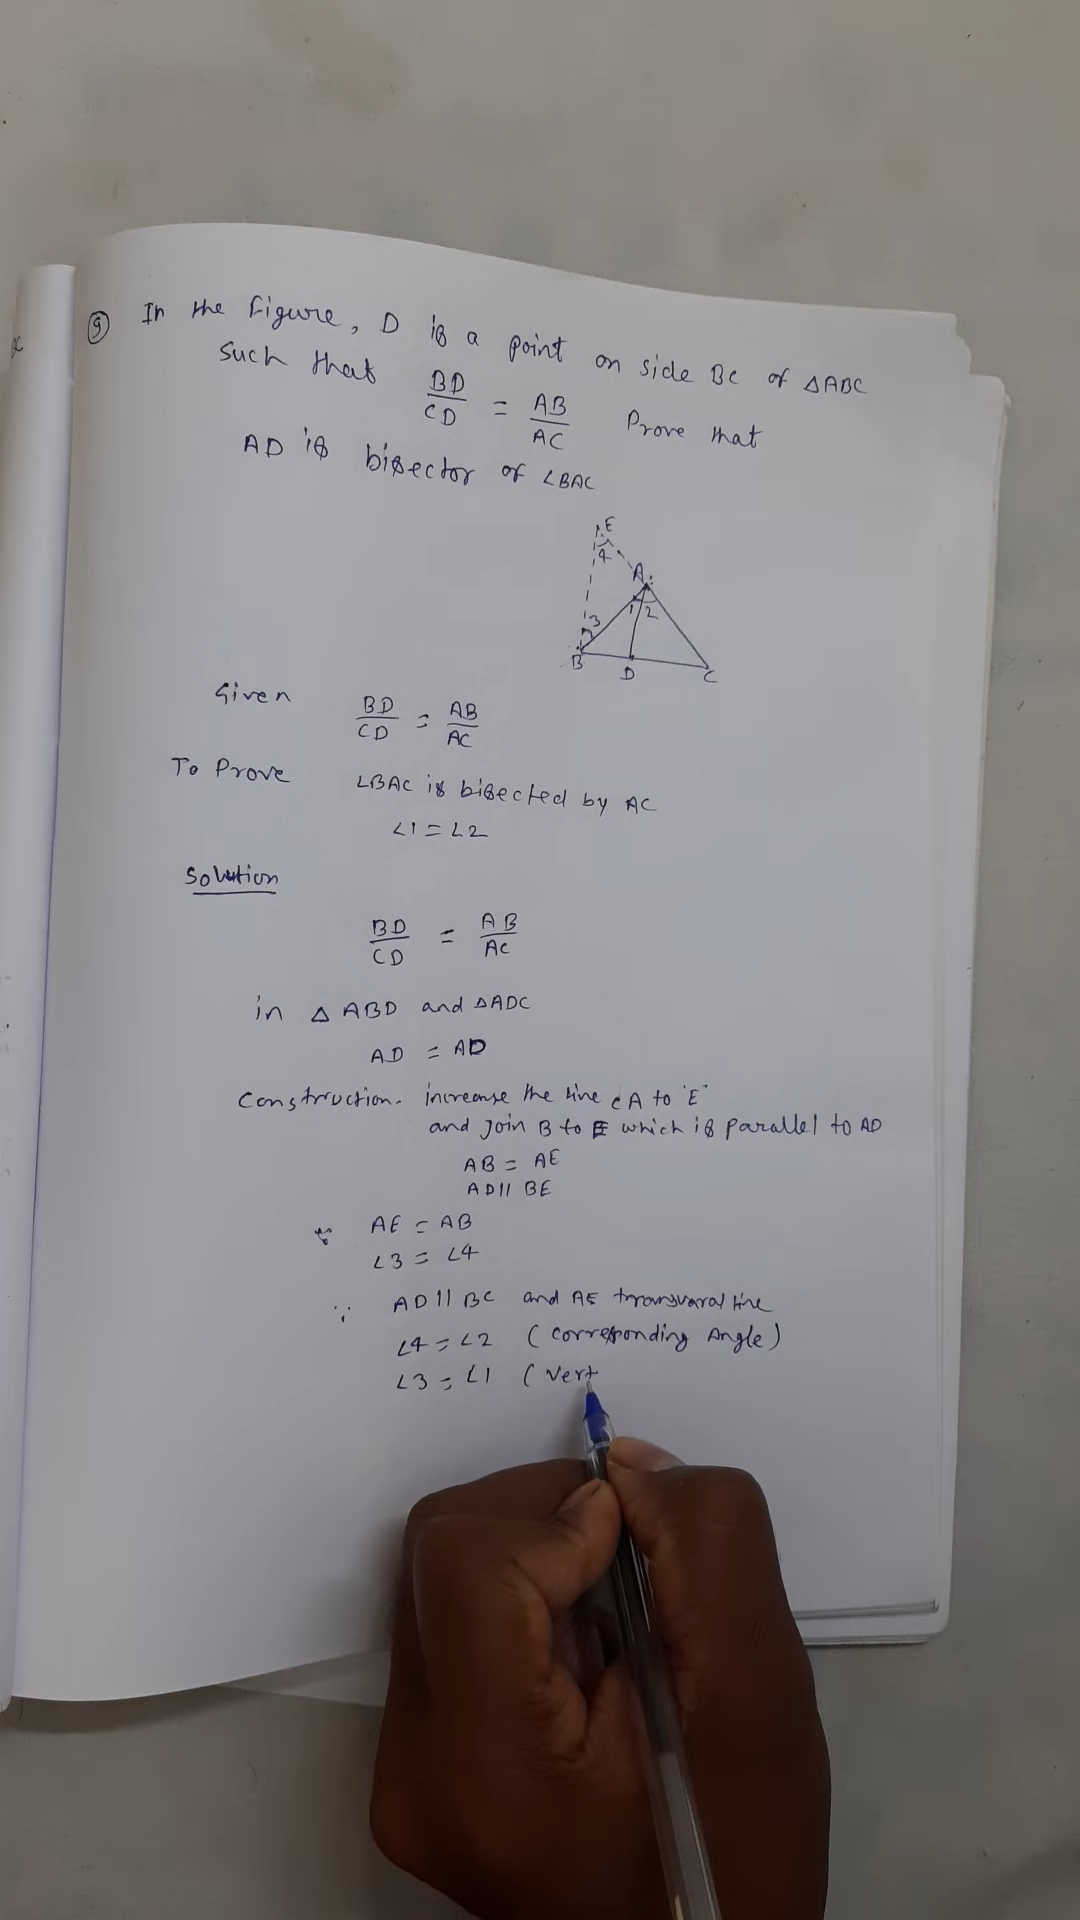 9 In the figure, D is a point on side BC of △ABC
such that BD/CD = AB/AC Prove that
AD is bisector of ∠BAC
E
4
A
1 2
3
B D C
Given BD/CD = AB/AC
To Prove ∠BAC is bisected by AC
∠1 = ∠2
Solution
BD/CD = AB/AC
in △ ABD and △ADC
AD = AD
Construction. increase the line CA to 'E'
and join B to E which is parallel to AD
AB = AE
AD || BE
∵ AE = AB
∠3 = ∠4
∵ AD || BC and AE transvaral line
∠4 = ∠2 (Corresponding Angle)
∠3 = ∠1 (Vert